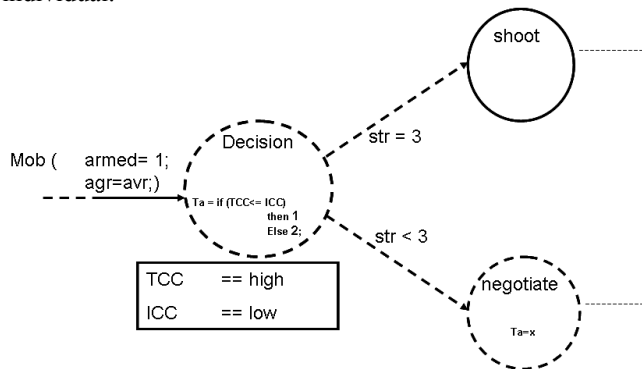 individual.
shoot
str = 3
Decision
Mob ( armed= 1;
agr=avr;)
Ta = if (TCC<= ICC)
then 1
Else 2;
str < 3
TCC == high
ICC == low
negotiate
Ta=x